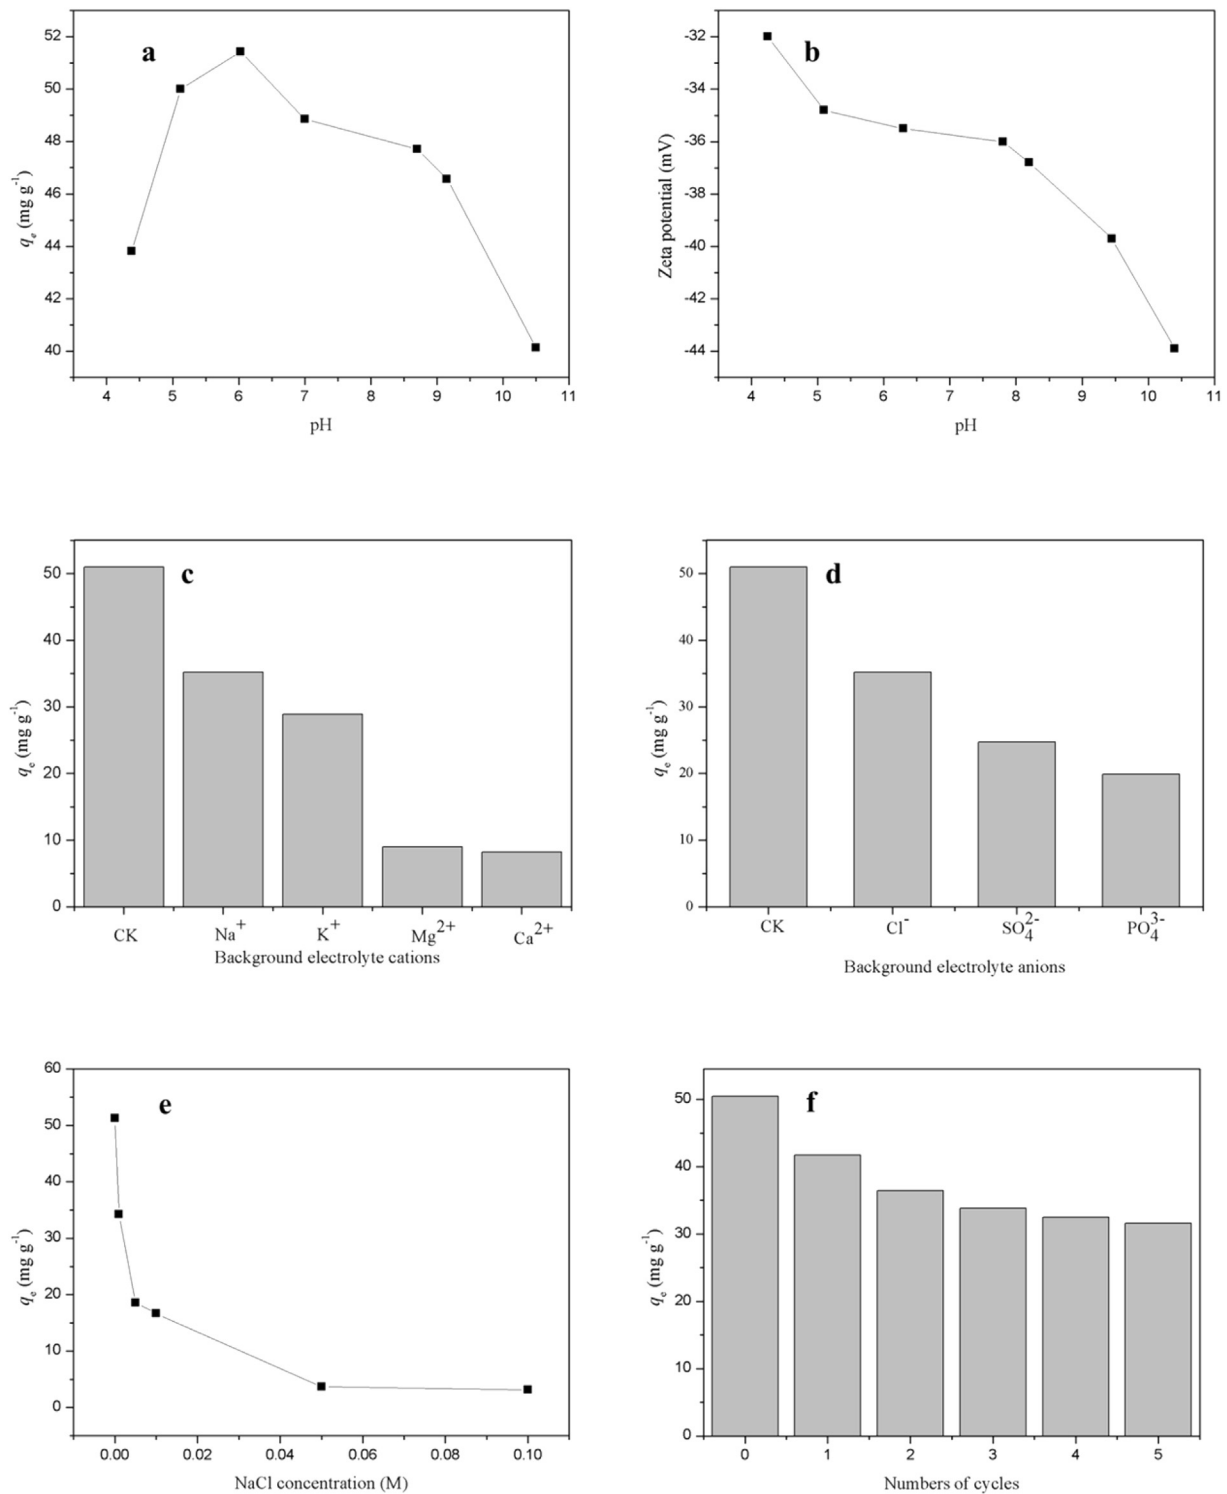 a
52
50
48
46
44
42
40
qe (mg g-1)
4 5 6 7 8 9 10 11
pH
b
-32
-34
-36
-38
-40
-42
-44
Zeta potential (mV)
4 5 6 7 8 9 10 11
pH
c
50
40
30
20
10
0
qe (mg g-1)
CK Na+ K+ Mg2+ Ca2+
Background electrolyte cations
d
50
40
30
20
10
0
qe (mg g-1)
CK Cl- SO42- PO43-
Background electrolyte anions
e
60
50
40
30
20
10
0
qe (mg g-1)
0.00 0.02 0.04 0.06 0.08 0.10
NaCl concentration (M)
f
50
40
30
20
10
0
qe (mg g-1)
0 1 2 3 4 5
Numbers of cycles